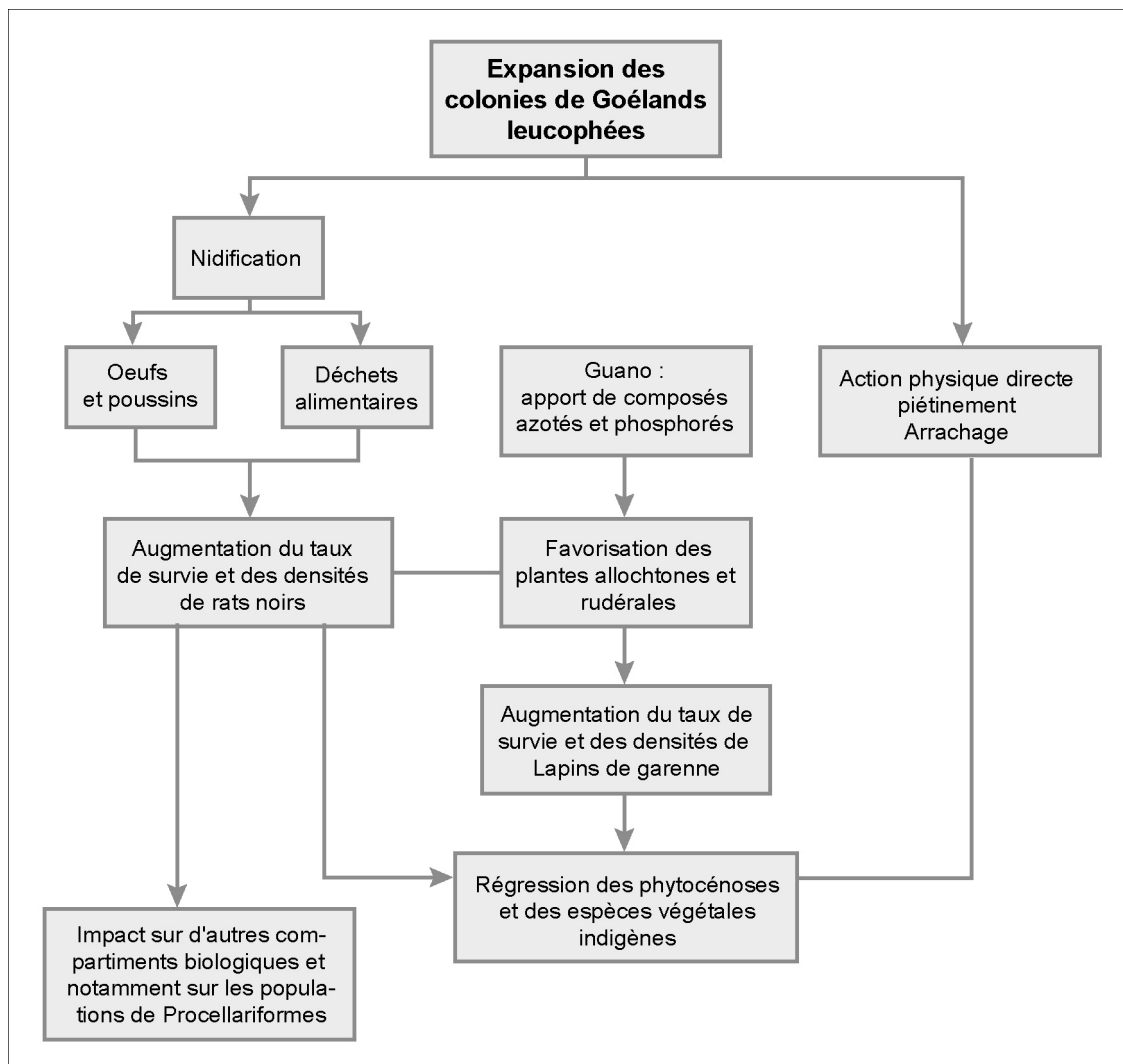 Expansion des
colonies de Goélands
leucophées
Nidification
Oeufs
et poussins
Déchets
alimentaires
Guano :
apport de composés
azotés et phosphorés
Action physique directe
piétinement
Arrachage
Augmentation du taux
de survie et des densités
de rats noirs
Favorisation des
plantes allochtones et
rudérales
Augmentation du taux de
survie et des densités de
Lapins de garenne
Régression des phytocénoses
et des espèces végétales
indigènes
Impact sur d'autres com-
partiments biologiques et
notamment sur les popula-
tions de Procellariformes